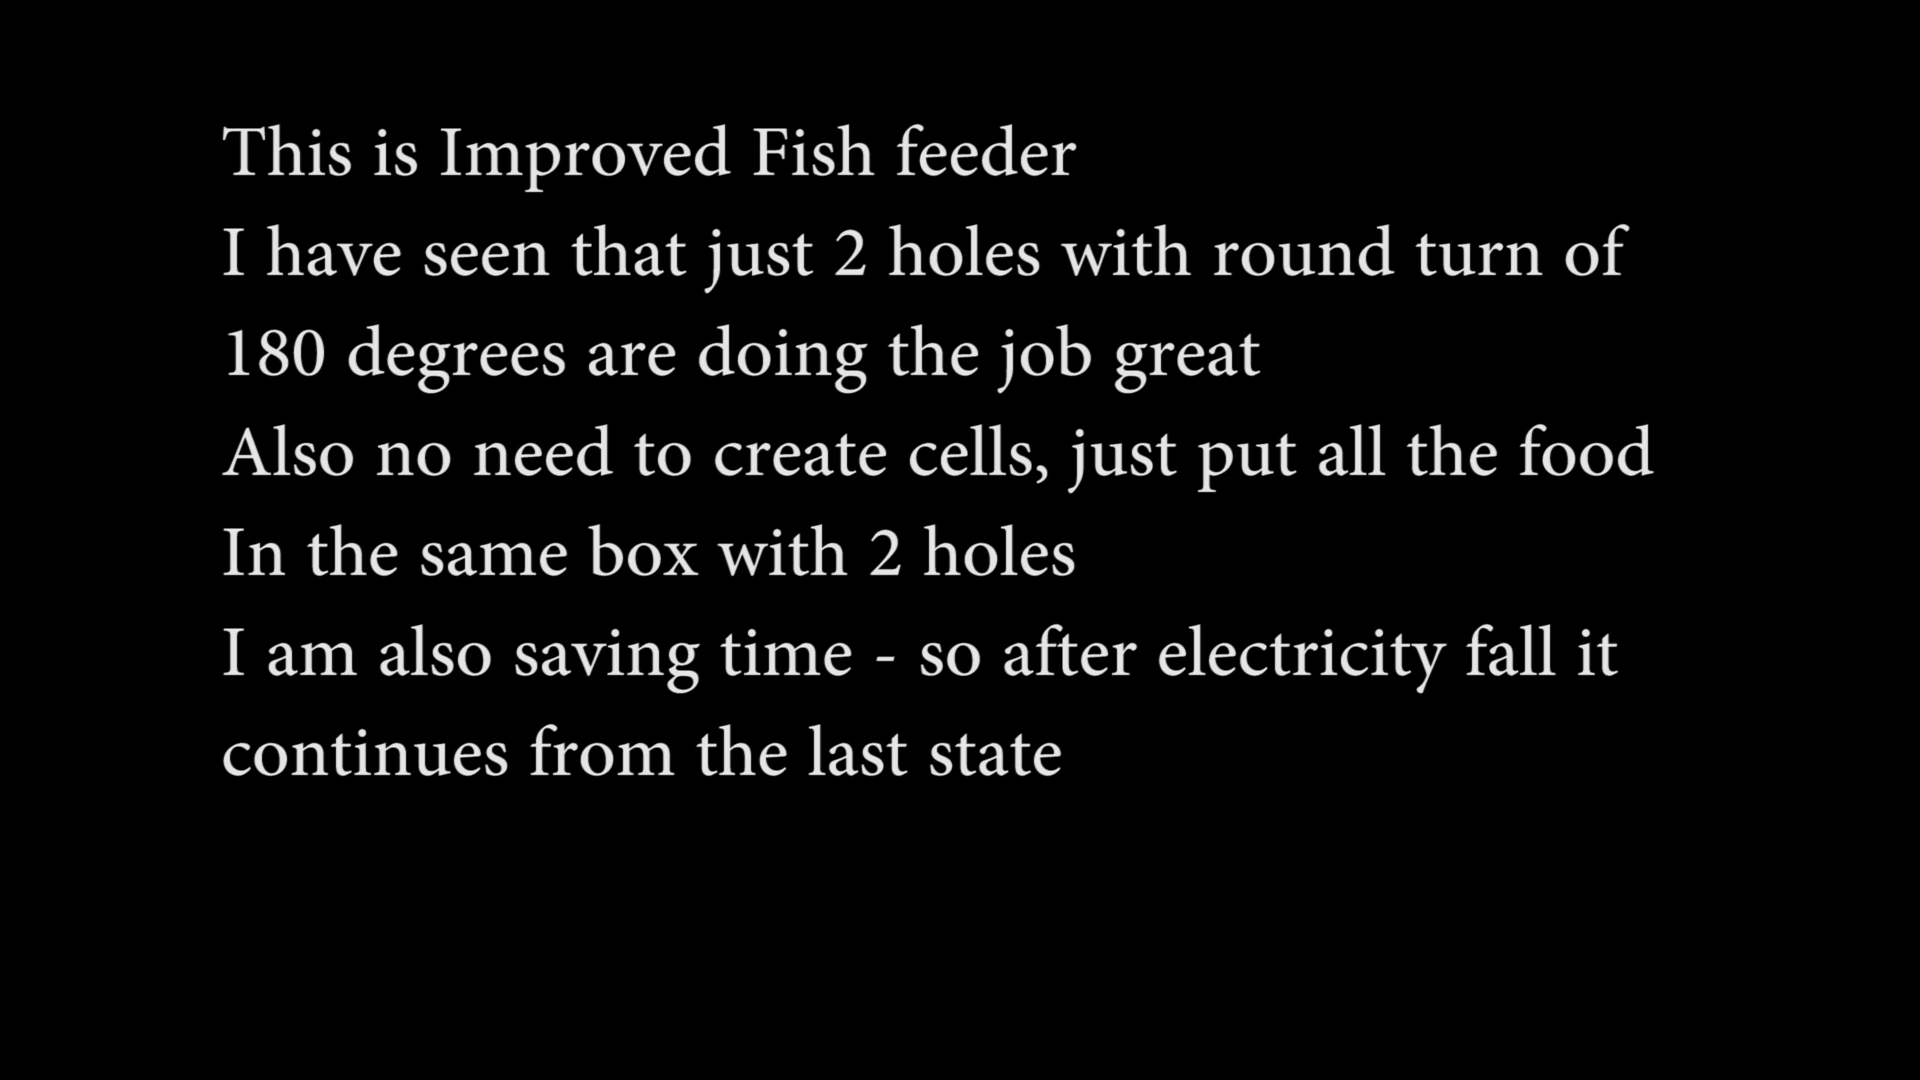 This is Improved Fish feeder
I have seen that just 2 holes with round turn of
180 degrees are doing the job great
Also no need to create cells, just put all the food
In the same box with 2 holes
I am also saving time - so after electricity fall it
continues from the last state